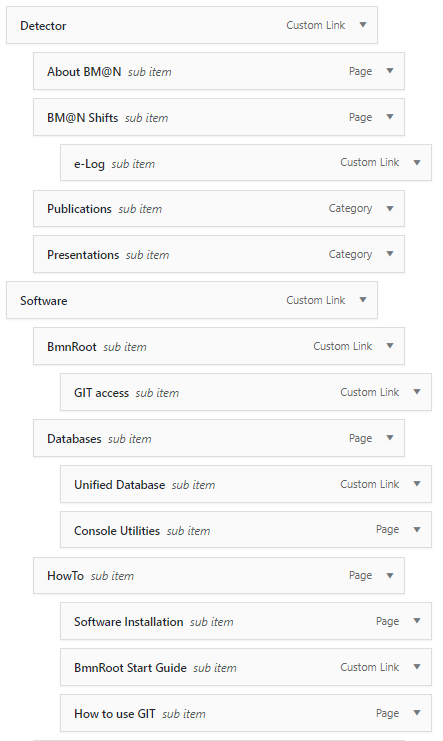 Detector Custom Link
About BM@N sub item Page
BM@N Shifts sub item Page
e-Log sub item Custom Link
Publications sub item Category
Presentations sub item Category
Software Custom Link
BmnRoot sub item Custom Link
GIT access sub item Custom Link
Databases sub item Page
Unified Database sub item Custom Link
Console Utilities sub item Page
HowTo sub item Page
Software Installation sub item Page
BmnRoot Start Guide sub item Custom Link
How to use GIT sub item Page